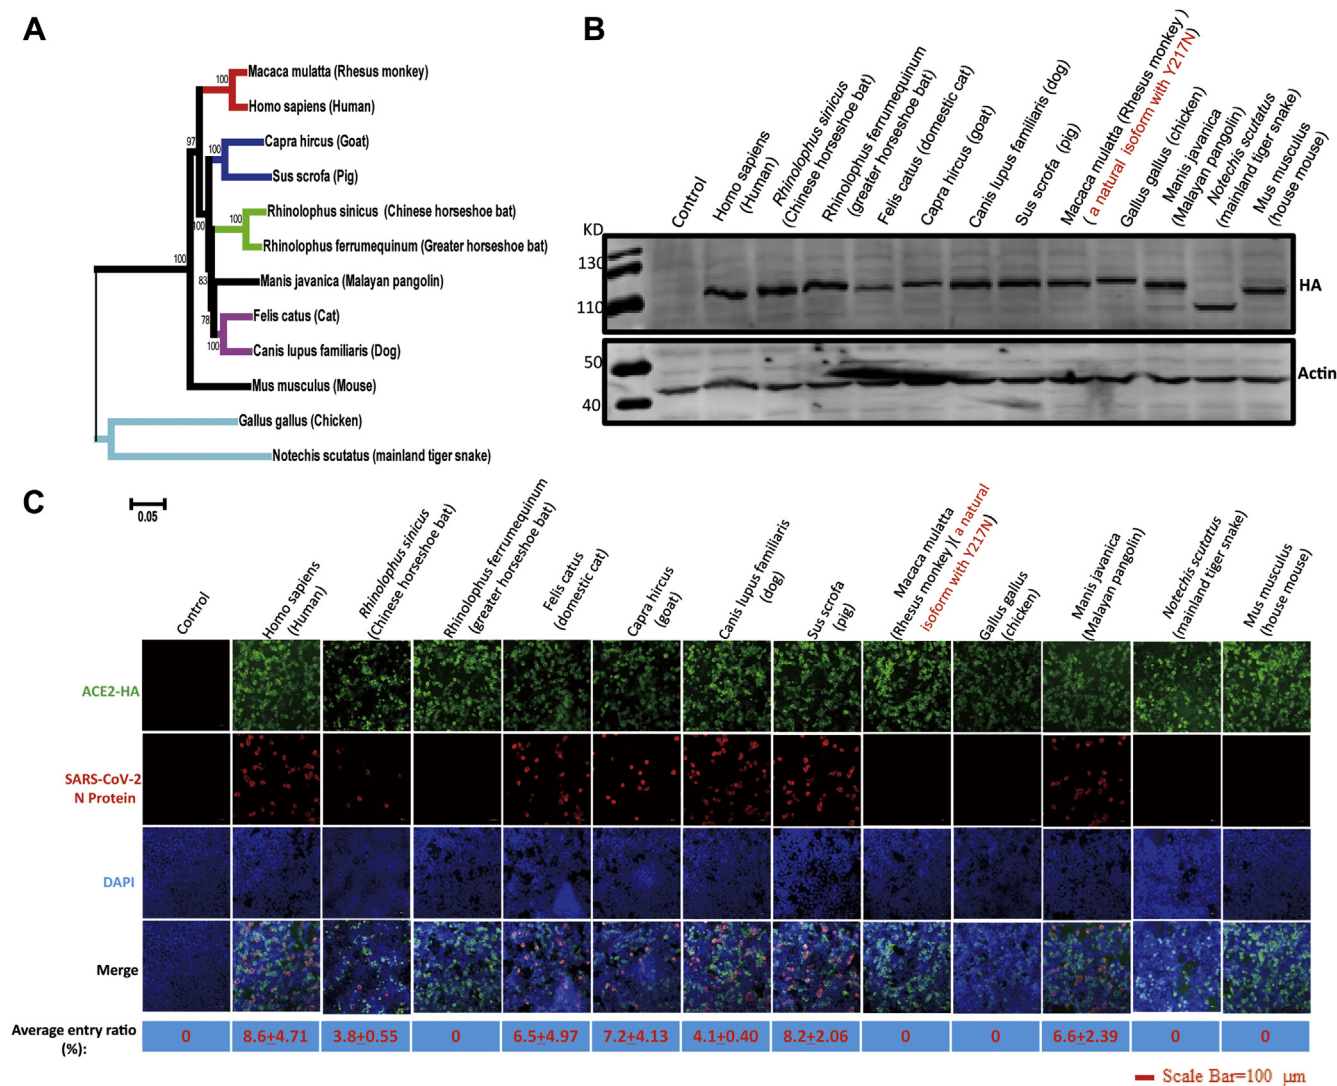 A
Macaca mulatta (Rhesus monkey)
100
Homo sapiens (Human)
97
Capra hircus (Goat)
100
Sus scrofa (Pig)
Rhinolophus sinicus (Chinese horseshoe bat)
100
100
Rhinolophus ferrumequinum (Greater horseshoe bat)
100
Manis javanica (Malayan pangolin)
83
Felis catus (Cat)
78
100
Canis lupus familiaris (Dog)
Mus musculus (Mouse)
Gallus gallus (Chicken)
Notechis scutatus (mainland tiger snake)
0.05
B
Control
Homo sapiens
(Human)
Rhinolophus sinicus
(Chinese horseshoe bat)
Rhinolophus ferrumequinum
(greater horseshoe bat)
Felis catus (domestic cat)
Capra hircus (goat)
Canis lupus familiaris (dog)
Sus scrofa (pig)
Macaca mulatta (Rhesus monkey )
( a natural isoform with Y217N)
Gallus gallus (chicken)
Manis javanica
(Malayan pangolin)
Notechis scutatus
(mainland tiger snake)
Mus musculus
(house mouse)
KD
130
110
HA
50
40
Actin
C
Control
Homo sapiens
(Human)
Rhinolophus sinicus
(Chinese horseshoe bat)
Rhinolophus ferrumequinum
(greater horseshoe bat)
Felis catus
(domestic cat)
Capra hircus
(goat)
Canis lupus familiaris
(dog)
Sus scrofa
(pig)
Macaca mulatta
(Rhesus monkey )( a natural
isoform with Y217N)
Gallus gallus
(chicken)
Manis javanica
(Malayan pangolin)
Notechis scutatus
(mainland tiger snake)
Mus musculus
(house mouse)
ACE2-HA
SARS-CoV-2
N Protein
DAPI
Merge
Average entry ratio
(%):
0 8.6±4.71 3.8±0.55 0 6.5±4.97 7.2±4.13 4.1±0.40 8.2±2.06 0 0 6.6±2.39 0 0
Scale Bar=100 μm